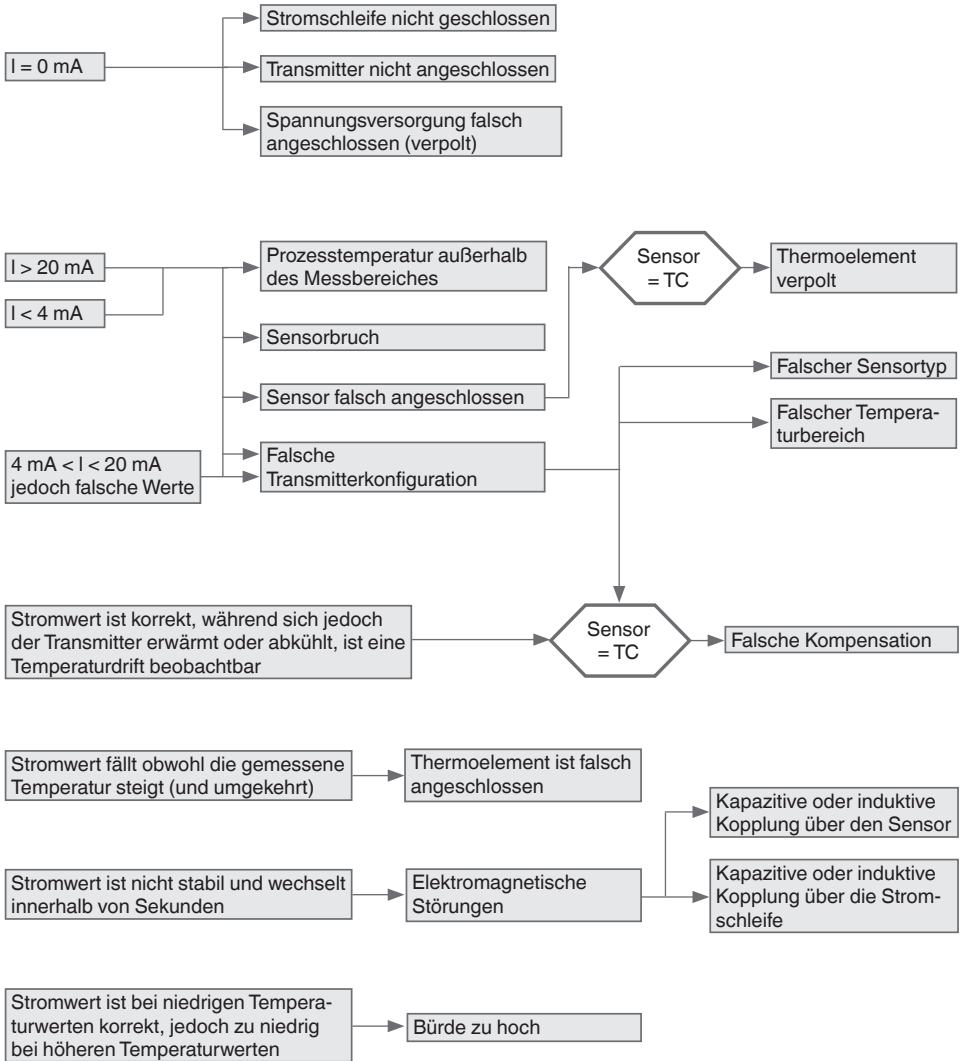 Stromschleife nicht geschlossen
I = 0 mA
Transmitter nicht angeschlossen
Spannungsversorgung falsch
angeschlossen (verpolt)
I > 20 mA
I < 4 mA
Prozesstemperatur außerhalb
des Messbereiches
Sensor
= TC
Thermoelement
verpolt
Sensorbruch
Sensor falsch angeschlossen
Falscher Sensortyp
Falscher Tempera-
turbereich
4 mA < I < 20 mA
jedoch falsche Werte
Falsche
Transmitterkonfiguration
Stromwert ist korrekt, während sich jedoch
der Transmitter erwärmt oder abkühlt, ist eine
Temperaturdrift beobachtbar
Sensor
= TC
Falsche Kompensation
Stromwert fällt obwohl die gemessene
Temperatur steigt (und umgekehrt)
Thermoelement ist falsch
angeschlossen
Kapazitive oder induktive
Kopplung über den Sensor
Stromwert ist nicht stabil und wechselt
innerhalb von Sekunden
Elektromagnetische
Störungen
Kapazitive oder induktive
Kopplung über die Strom-
schleife
Stromwert ist bei niedrigen Tempera-
turwerten korrekt, jedoch zu niedrig
bei höheren Temperaturwerten
Bürde zu hoch